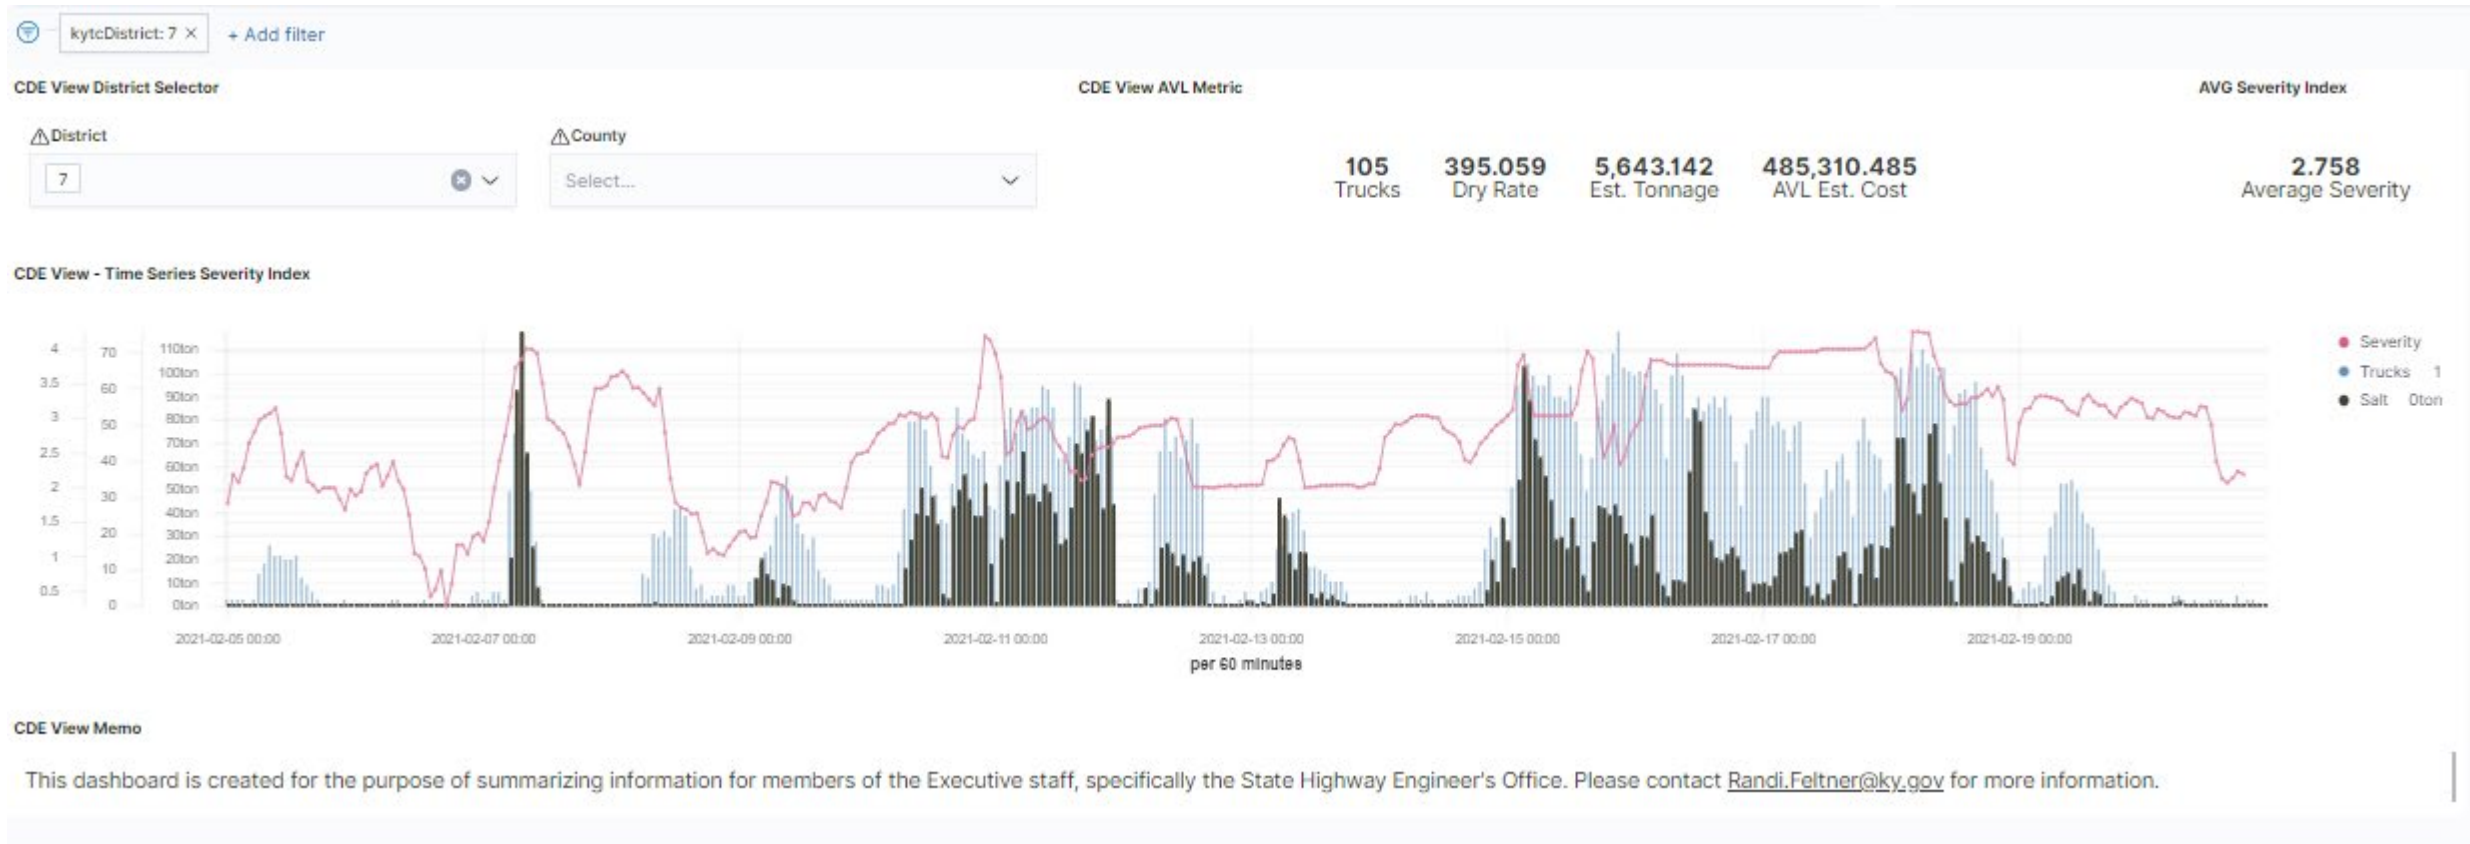 kytcDistrict: 7 × + Add filter
CDE View District Selector
CDE View AVL Metric
AVG Severity Index
District
County
7
Select...
105 395.059 5,643.142 485,310.485
Trucks Dry Rate Est. Tonnage AVL Est. Cost
2.758
Average Severity
CDE View - Time Series Severity Index
4
3.5
3
2.5
2
1.5
1
0.5
70
60
50
40
30
20
10
0
110ton
100ton
90ton
80ton
70ton
60ton
50ton
40ton
30ton
20ton
10ton
0ton
Severity
Trucks 1
Salt 0ton
2021-02-05 00:00 2021-02-07 00:00 2021-02-09 00:00 2021-02-11 00:00 2021-02-13 00:00 2021-02-15 00:00 2021-02-17 00:00 2021-02-19 00:00
per 60 minutes
CDE View Memo
This dashboard is created for the purpose of summarizing information for members of the Executive staff, specifically the State Highway Engineer's Office. Please contact Randi.Feltner@ky.gov for more information.